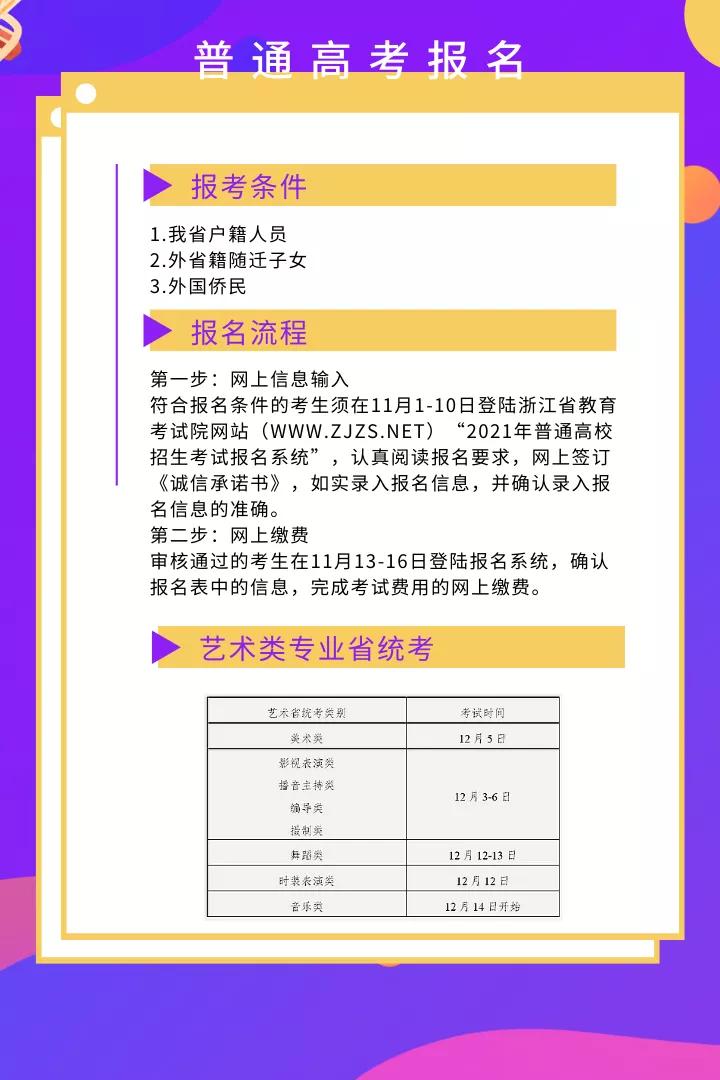 普通高考报名
报考条件
1.我省户籍人员
2.外省籍随迁子女
3.外国侨民
报名流程
第一步：网上信息输入
符合报名条件的考生须在11月1-10日登陆浙江省教育
考试院网站（WWW.ZJZS.NET）“2021年普通高校
招生考试报名系统”，认真阅读报名要求，网上签订
《诚信承诺书》，如实录入报名信息，并确认录入报
名信息的准确。
第二步：网上缴费
审核通过的考生在11月13-16日登陆报名系统，确认
报名表中的信息，完成考试费用的网上缴费。
艺术类专业省统考
艺术省统考类别 考试时间
美术类 12月5日
影视表演类
播音主持类
编导类
摄制类
12月3-6日
舞蹈类 12月12-13日
时装表演类 12月12日
音乐类 12月14日开始